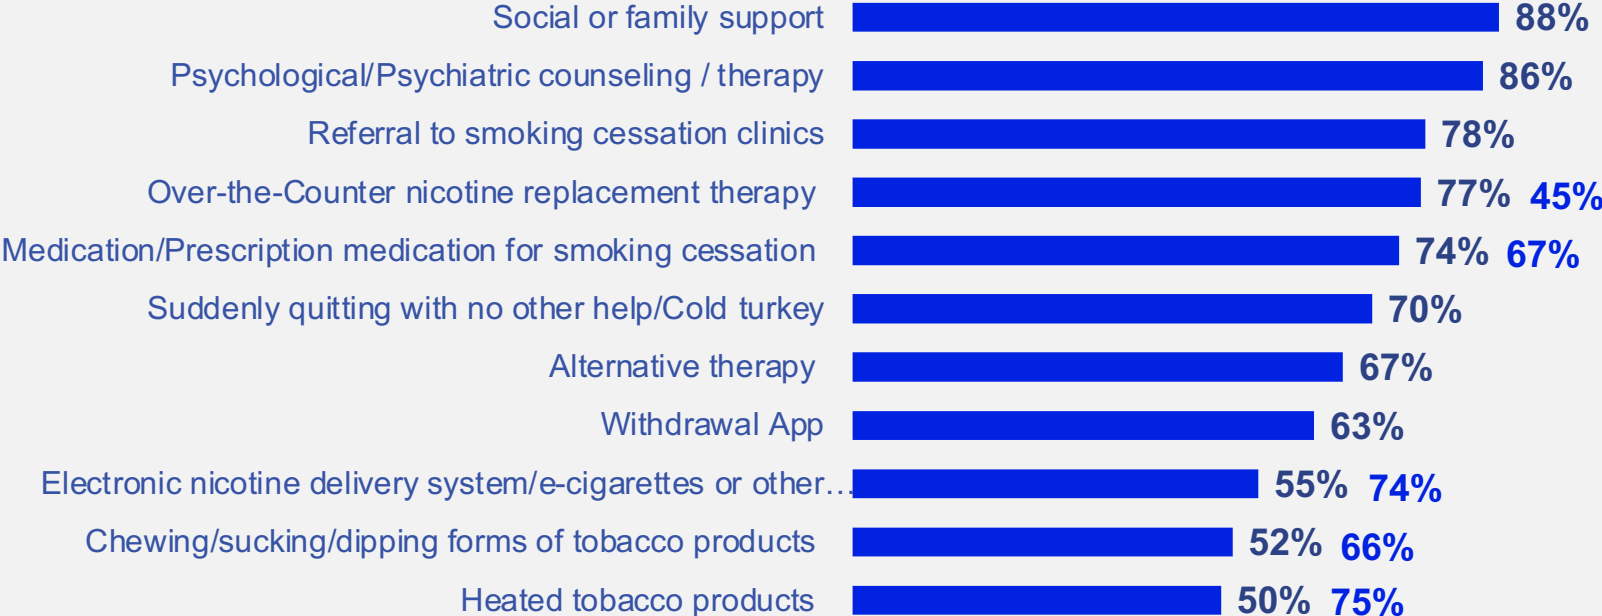 Social or family support 88%
Psychological/Psychiatric counseling / therapy 86%
Referral to smoking cessation clinics 78%
Over-the-Counter nicotine replacement therapy 77% 45%
Medication/Prescription medication for smoking cessation 74% 67%
Suddenly quitting with no other help/Cold turkey 70%
Alternative therapy 67%
Withdrawal App 63%
Electronic nicotine delivery system/e-cigarettes or other… 55% 74%
Chewing/sucking/dipping forms of tobacco products 52% 66%
Heated tobacco products 50% 75%